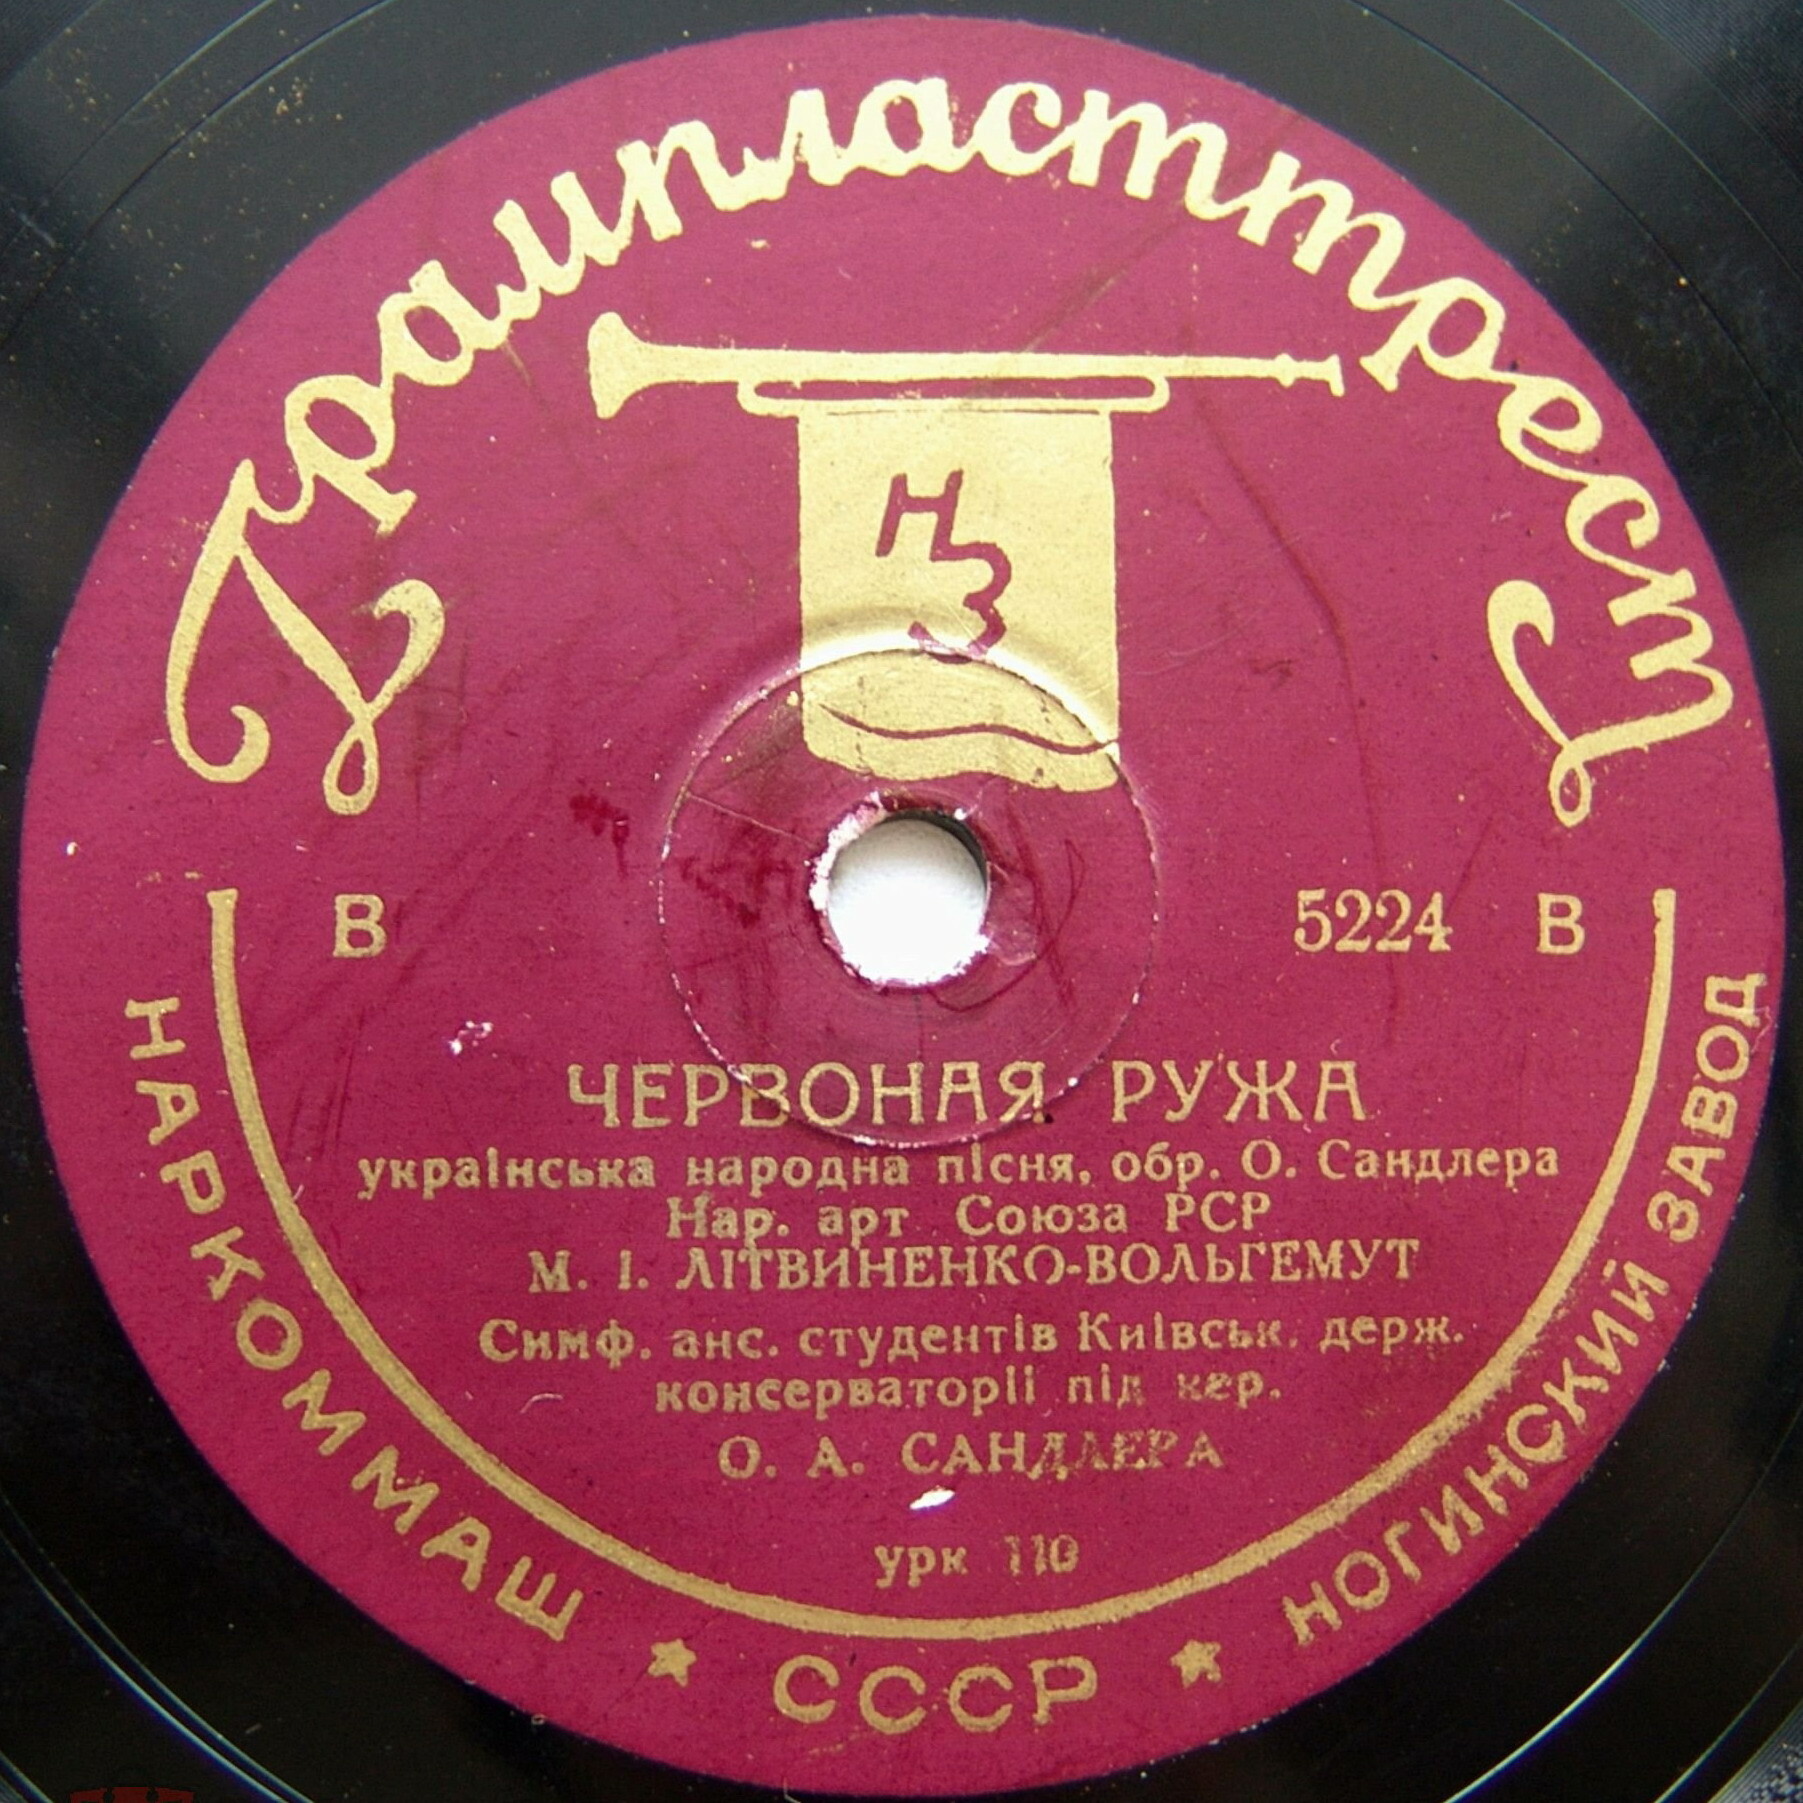 Грампласттрест
НЗ
В 5224 В
ЧЕРВОНАЯ РУЖА
українська народна пісня, обр. О. Сандлера
Нар. арт. Союза РСР
М. І. ЛІТВИНЕНКО-ВОЛЬГЕМУТ
Симф. анс. студентів Київськ. держ.
консерваторії під кер.
О. А. САНДЛЕРА
урк 110
НАРКОММАШ ★ СССР ★ НОГИНСКИЙ ЗАВОД